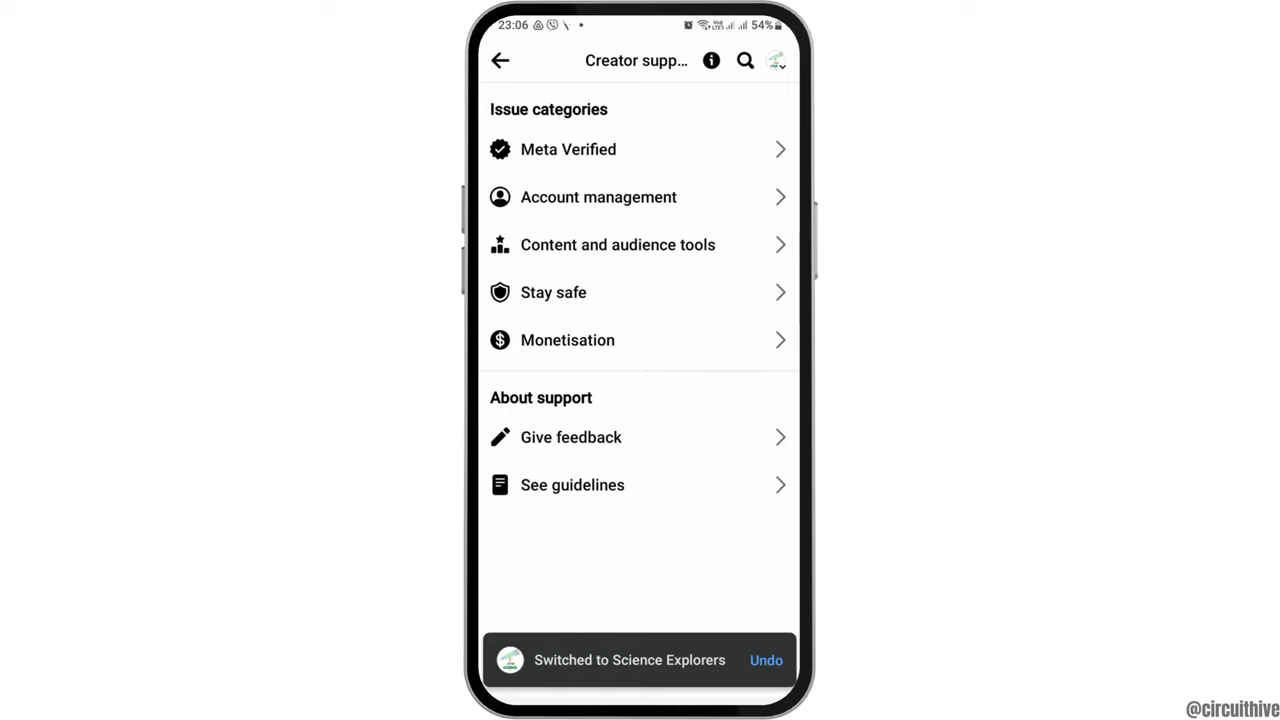 23:06
54%
Creator supp...
Issue categories
Meta Verified
Account management
Content and audience tools
Stay safe
Monetisation
About support
Give feedback
See guidelines
Switched to Science Explorers Undo
@circuithive